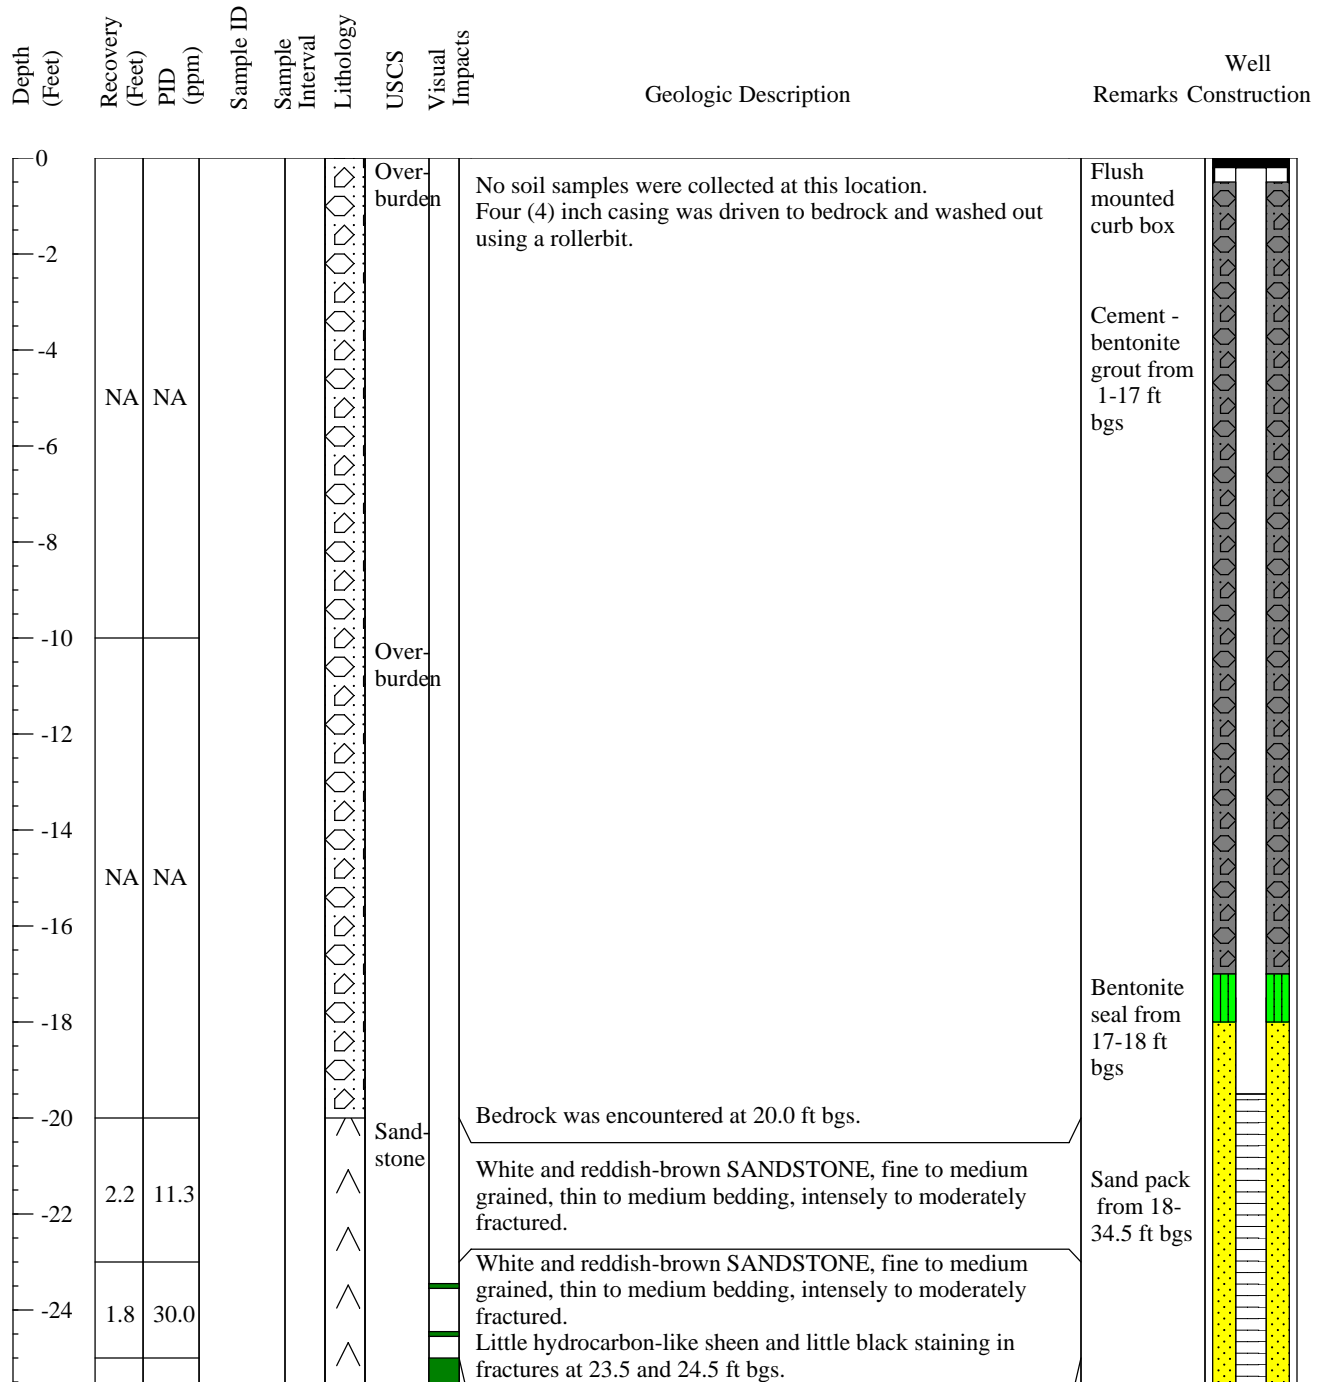 Depth
(Feet)
Recovery
(Feet)
PID
(ppm)
Sample ID
Sample
Interval
Lithology
USCS
Visual
Impacts
Geologic Description
Remarks
Well
Construction
0
-2
-4
-6
-8
-10
-12
-14
-16
-18
-20
-22
-24
NA
NA
NA
NA
2.2
11.3
1.8
30.0
Over-
burden
Over-
burden
Sand-
stone
No soil samples were collected at this location.
Four (4) inch casing was driven to bedrock and washed out
using a rollerbit.
Bedrock was encountered at 20.0 ft bgs.
White and reddish-brown SANDSTONE, fine to medium
grained, thin to medium bedding, intensely to moderately
fractured.
White and reddish-brown SANDSTONE, fine to medium
grained, thin to medium bedding, intensely to moderately
fractured.
Little hydrocarbon-like sheen and little black staining in
fractures at 23.5 and 24.5 ft bgs.
Flush
mounted
curb box
Cement -
bentonite
grout from
1-17 ft
bgs
Bentonite
seal from
17-18 ft
bgs
Sand pack
from 18-
34.5 ft bgs